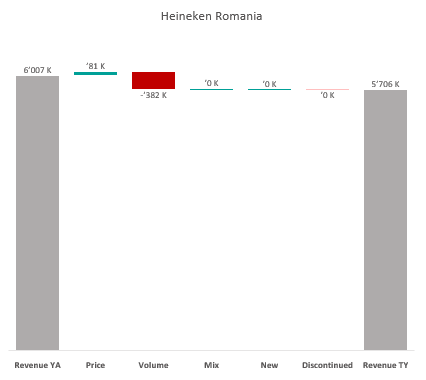 Heineken Romania
6’007 K
’81 K
-’382 K
’0 K
’0 K
’0 K
5’706 K
Revenue YA
Price
Volume
Mix
New
Discontinued
Revenue TY